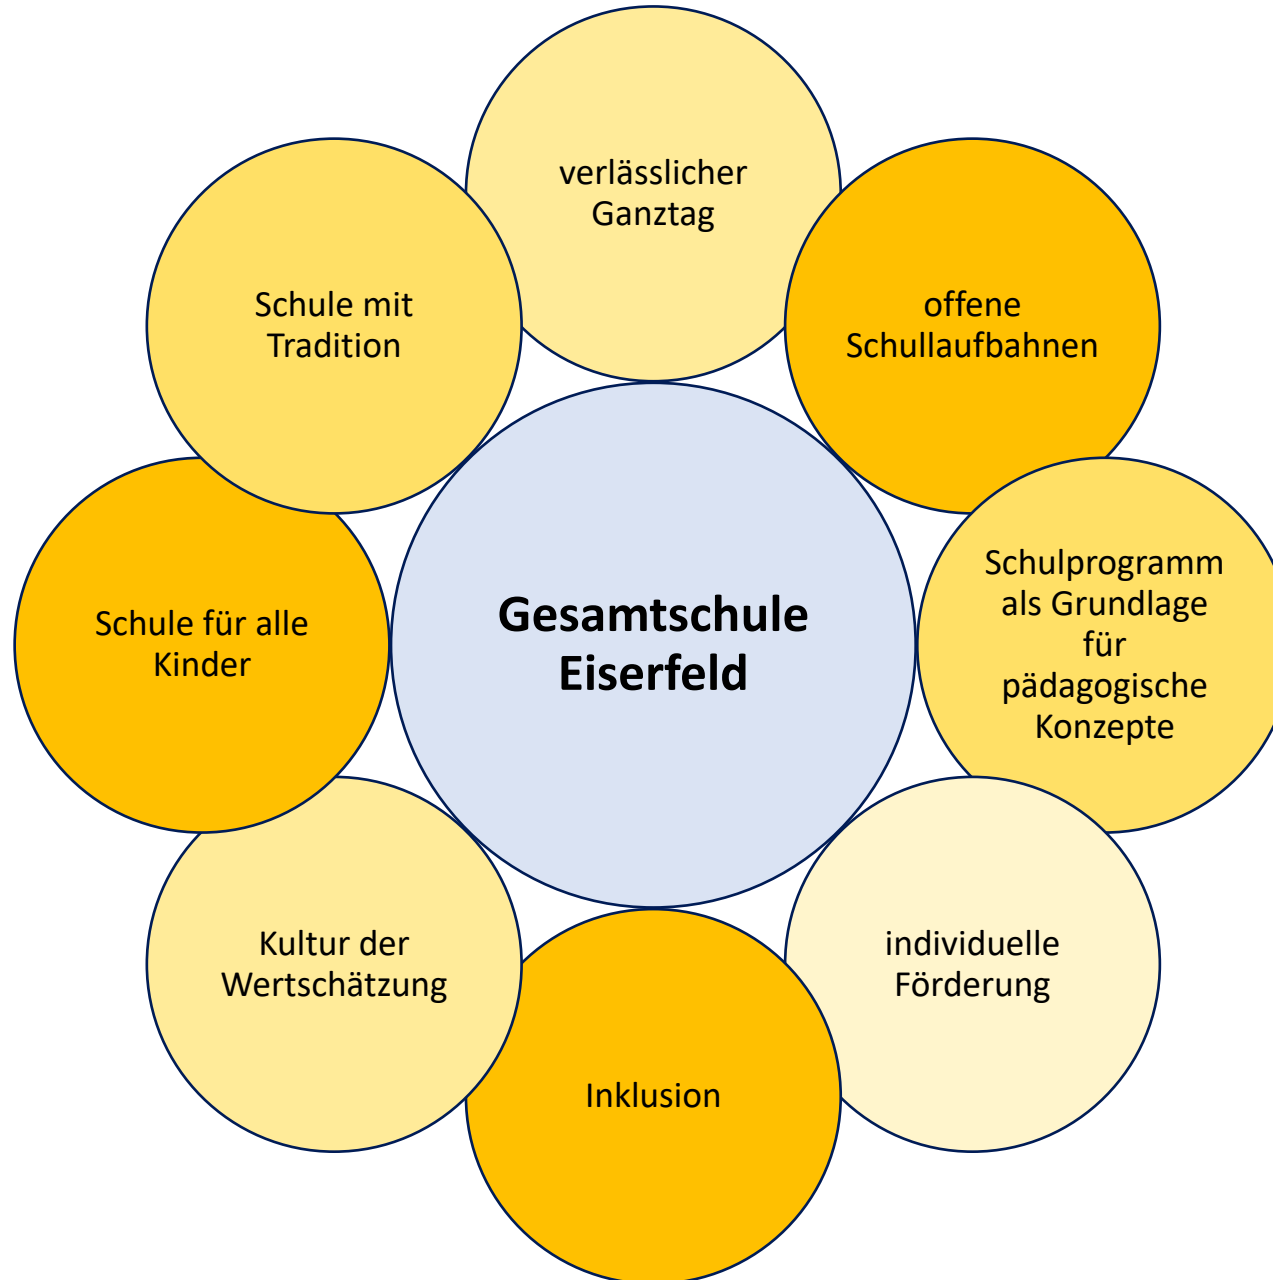 verlässlicher
Ganztag
offene
Schullaufbahnen
Schulprogramm
als Grundlage
für
pädagogische
Konzepte
individuelle
Förderung
Inklusion
Kultur der
Wertschätzung
Schule für alle
Kinder
Schule mit
Tradition
Gesamtschule
Eiserfeld